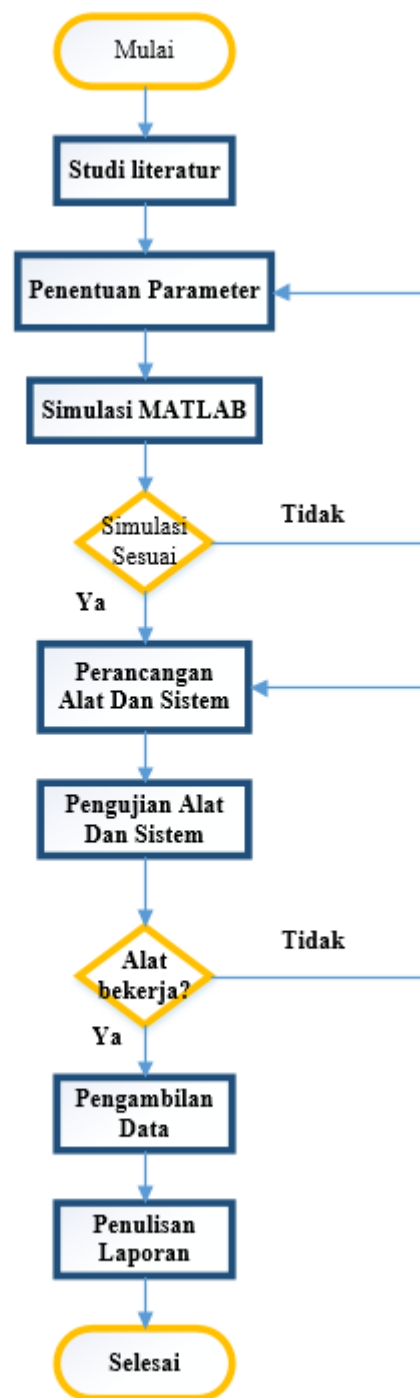 Mulai
Studi literatur
Penentuan Parameter
Simulasi MATLAB
Simulasi
Sesuai
Tidak
Ya
Perancangan
Alat Dan Sistem
Pengujian Alat
Dan Sistem
Alat
bekerja?
Tidak
Ya
Pengambilan
Data
Penulisan
Laporan
Selesai